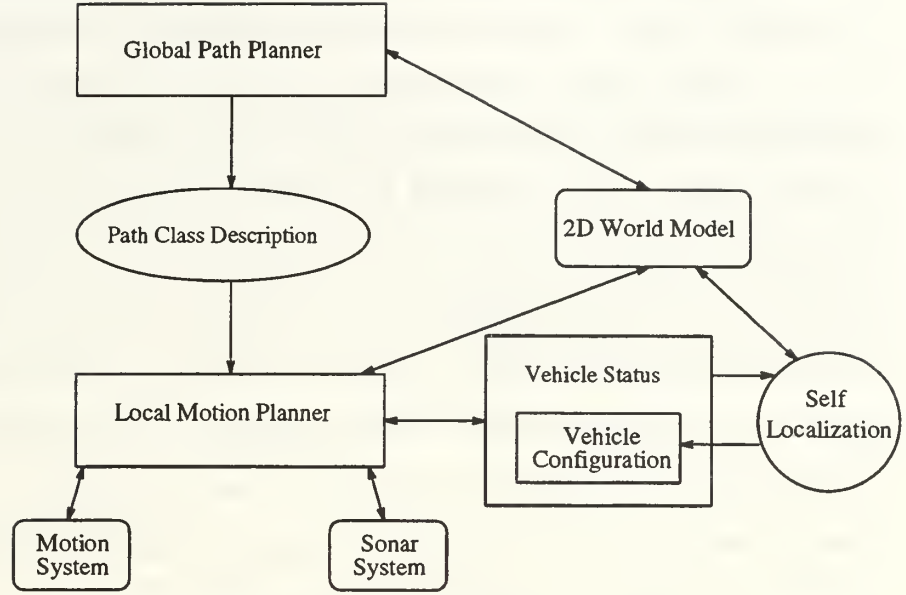 Global Path Planner
Path Class Description
2D World Model
Local Motion Planner
Vehicle Status
Vehicle
Configuration
Self
Localization
Motion
System
Sonar
System